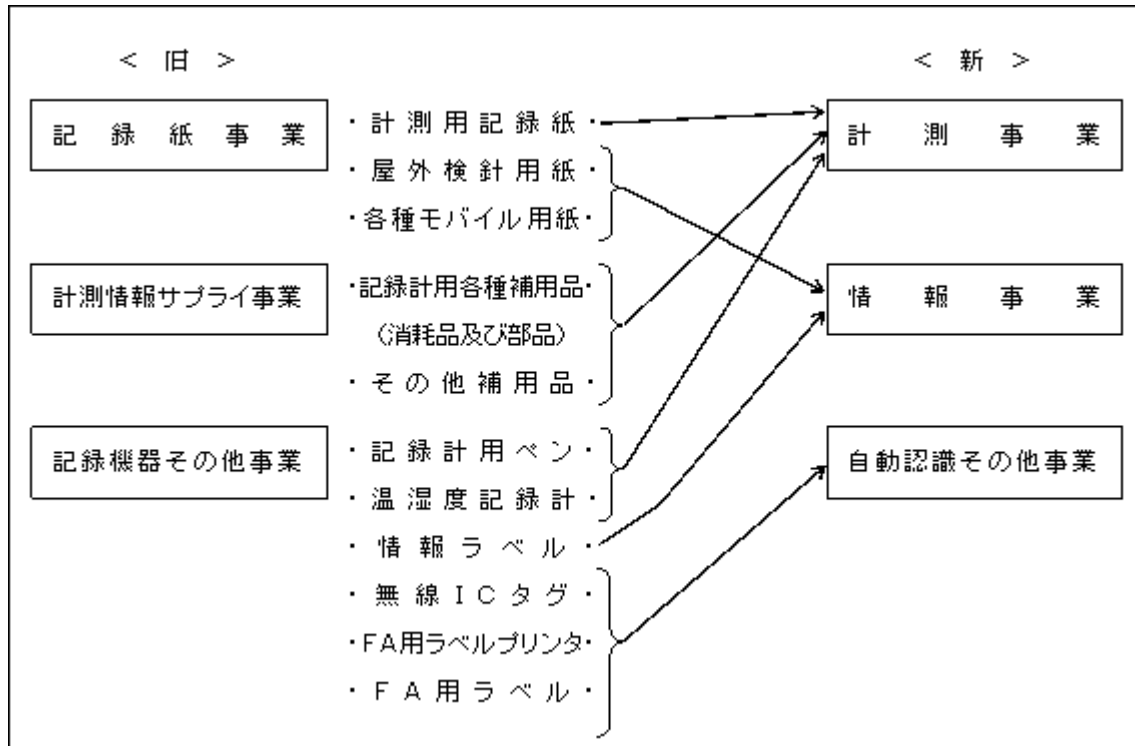 ＜ 旧 ＞
＜ 新 ＞
記録紙事業
・計測用記録紙・
計測事業
・屋外検針用紙・
・各種モバイル用紙・
計測情報サプライ事業
・記録計用各種補用品・
（消耗品及び部品）
情報事業
・その他補用品・
記録機器その他事業
・記録計用ペン・
自動認識その他事業
・温湿度記録計・
・情報ラベル・
・無線ＩＣタグ・
・ＦＡ用ラベルプリンタ・
・ＦＡ用ラベル・